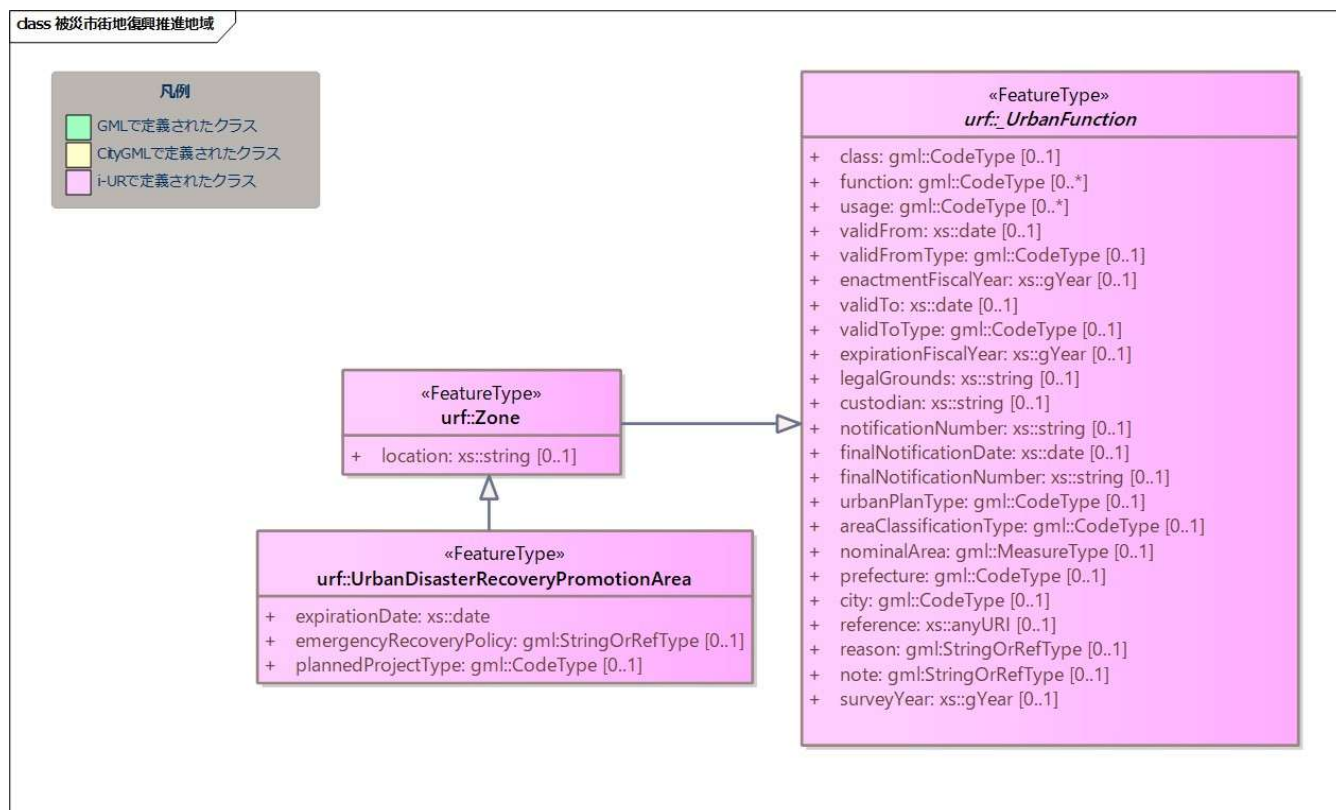 class 被災市街地復興推進地域
凡例
GMLで定義されたクラス
CityGMLで定義されたクラス
i-URで定義されたクラス
«FeatureType»
urf::_UrbanFunction
+ class: gml::CodeType [0..1]
+ function: gml::CodeType [0..*]
+ usage: gml::CodeType [0..*]
+ validFrom: xs::date [0..1]
+ validFromType: gml::CodeType [0..1]
+ enactmentFiscalYear: xs::gYear [0..1]
+ validTo: xs::date [0..1]
+ validToType: gml::CodeType [0..1]
+ expirationFiscalYear: xs::gYear [0..1]
+ legalGrounds: xs::string [0..1]
+ custodian: xs::string [0..1]
+ notificationNumber: xs::string [0..1]
+ finalNotificationDate: xs::date [0..1]
+ finalNotificationNumber: xs::string [0..1]
+ urbanPlanType: gml::CodeType [0..1]
+ areaClassificationType: gml::CodeType [0..1]
+ nominalArea: gml::MeasureType [0..1]
+ prefecture: gml::CodeType [0..1]
+ city: gml::CodeType [0..1]
+ reference: xs::anyURI [0..1]
+ reason: gml:StringOrRefType [0..1]
+ note: gml:StringOrRefType [0..1]
+ surveyYear: xs::gYear [0..1]
«FeatureType»
urf::Zone
+ location: xs::string [0..1]
«FeatureType»
urf::UrbanDisasterRecoveryPromotionArea
+ expirationDate: xs::date
+ emergencyRecoveryPolicy: gml:StringOrRefType [0..1]
+ plannedProjectType: gml::CodeType [0..1]